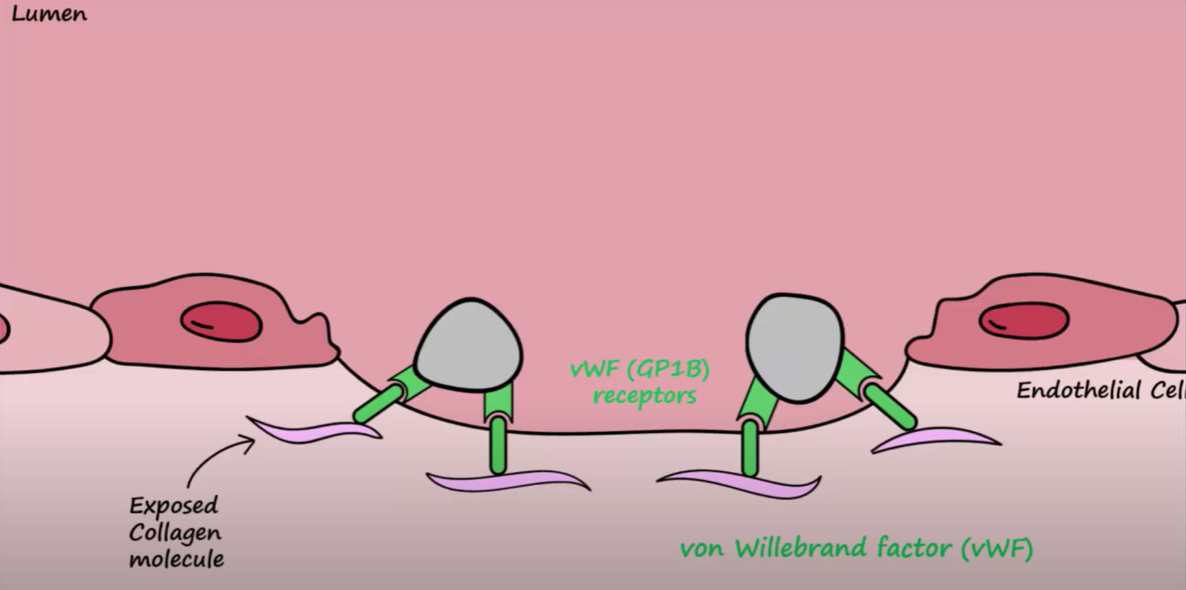 Lumen
vWF (GP1B)
receptors
Endothelial Cel
Exposed
Collagen
molecule
von Willebrand factor (vWF)